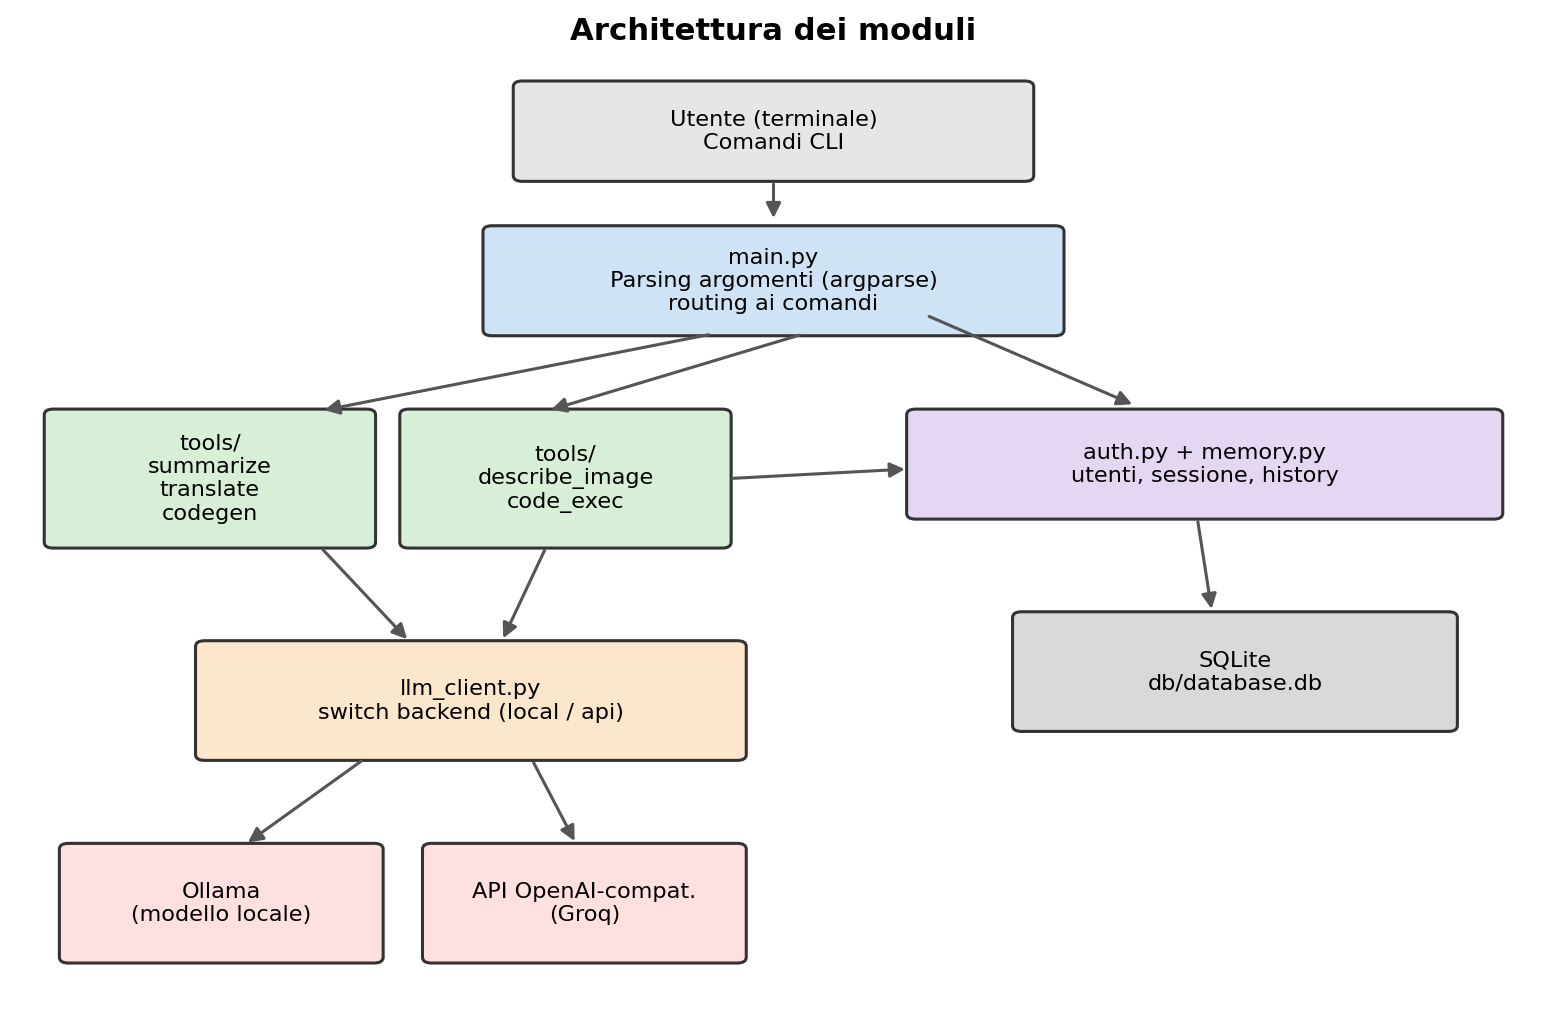 Architettura dei moduli
Utente (terminale)
Comandi CLI
main.py
Parsing argomenti (argparse)
routing ai comandi
tools/
summarize
translate
codegen
tools/
describe_image
code_exec
auth.py + memory.py
utenti, sessione, history
llm_client.py
switch backend (local / api)
SQLite
db/database.db
Ollama
(modello locale)
API OpenAI-compat.
(Groq)